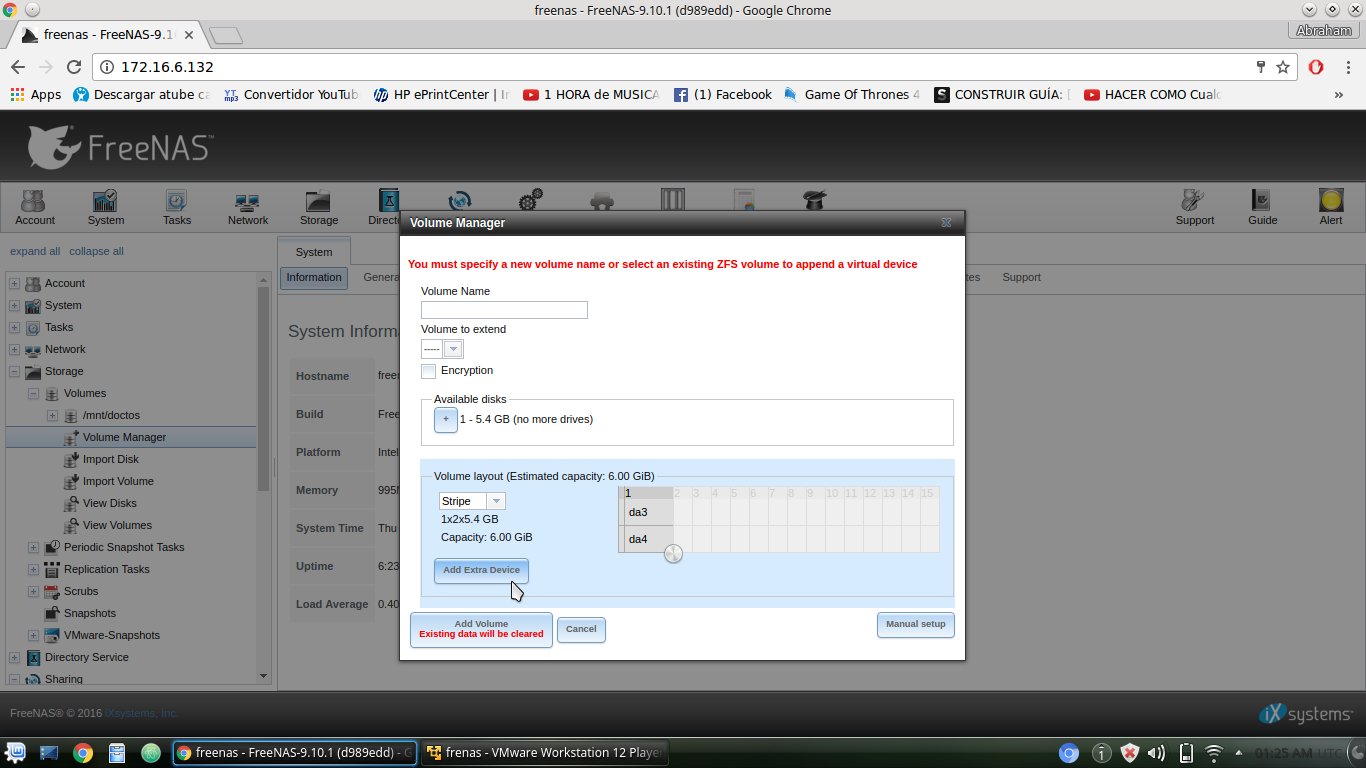 freenas - FreeNAS-9.10.1 (d989edd) - Google Chrome
freenas - FreeNAS-9.1
Abraham
172.16.6.132
Apps
Descargar atube ca
YT mp3 Convertidor YouTub
HP ePrintCenter | In
1 HORA de MUSICA
(1) Facebook
Game Of Thrones 4
S CONSTRUIR GUÍA: [
HACER COMO Cual
»
FreeNAS™
Account
System
Tasks
Network
Storage
Direct
Support
Guide
Alert
expand all collapse all
Account
System
Tasks
Network
Storage
Volumes
/mnt/doctos
Volume Manager
Import Disk
Import Volume
View Disks
View Volumes
Periodic Snapshot Tasks
Replication Tasks
Scrubs
Snapshots
VMware-Snapshots
Directory Service
Sharing
System
Information
Genera
tes
Support
System Informa
Hostname freen
Build Free
Platform Intel
Memory 995M
System Time Thu
Uptime 6:23
Load Average 0.40
Volume Manager
You must specify a new volume name or select an existing ZFS volume to append a virtual device
Volume Name
Volume to extend
-----
Encryption
Available disks
+ 1 - 5.4 GB (no more drives)
Volume layout (Estimated capacity: 6.00 GiB)
Stripe
1x2x5.4 GB
Capacity: 6.00 GiB
1 2 3 4 5 6 7 8 9 10 11 12 13 14 15
da3
da4
Add Extra Device
Add Volume
Existing data will be cleared
Cancel
Manual setup
FreeNAS® © 2016 iXsystems, Inc.
iXsystems
freenas - FreeNAS-9.10.1 (d989edd) - G
frenas - VMware Workstation 12 Player
01:25 AM UTC